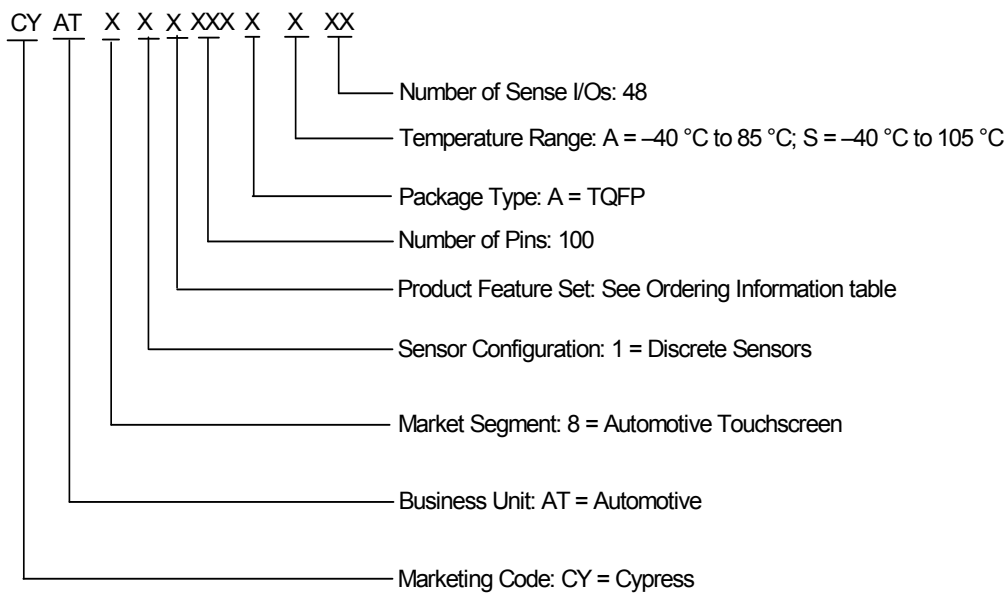 CY AT X X X XXX X X XX
Number of Sense I/Os: 48
Temperature Range: A = –40 °C to 85 °C; S = –40 °C to 105 °C
Package Type: A = TQFP
Number of Pins: 100
Product Feature Set: See Ordering Information table
Sensor Configuration: 1 = Discrete Sensors
Market Segment: 8 = Automotive Touchscreen
Business Unit: AT = Automotive
Marketing Code: CY = Cypress